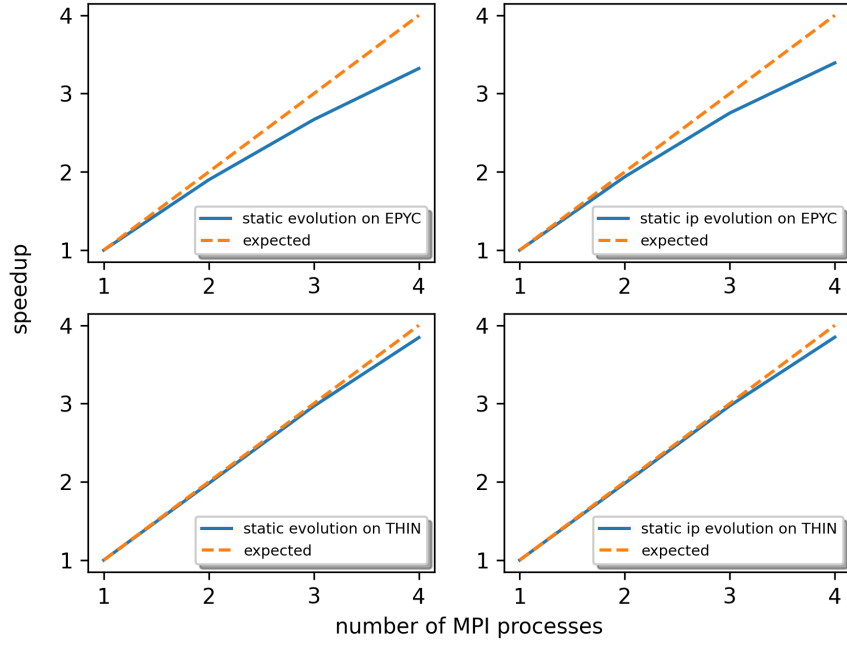 speedup
4
3
2
1
static evolution on EPYC
expected
1 2 3 4
4
3
2
1
static ip evolution on EPYC
expected
1 2 3 4
4
3
2
1
static evolution on THIN
expected
1 2 3 4
4
3
2
1
static ip evolution on THIN
expected
1 2 3 4
number of MPI processes